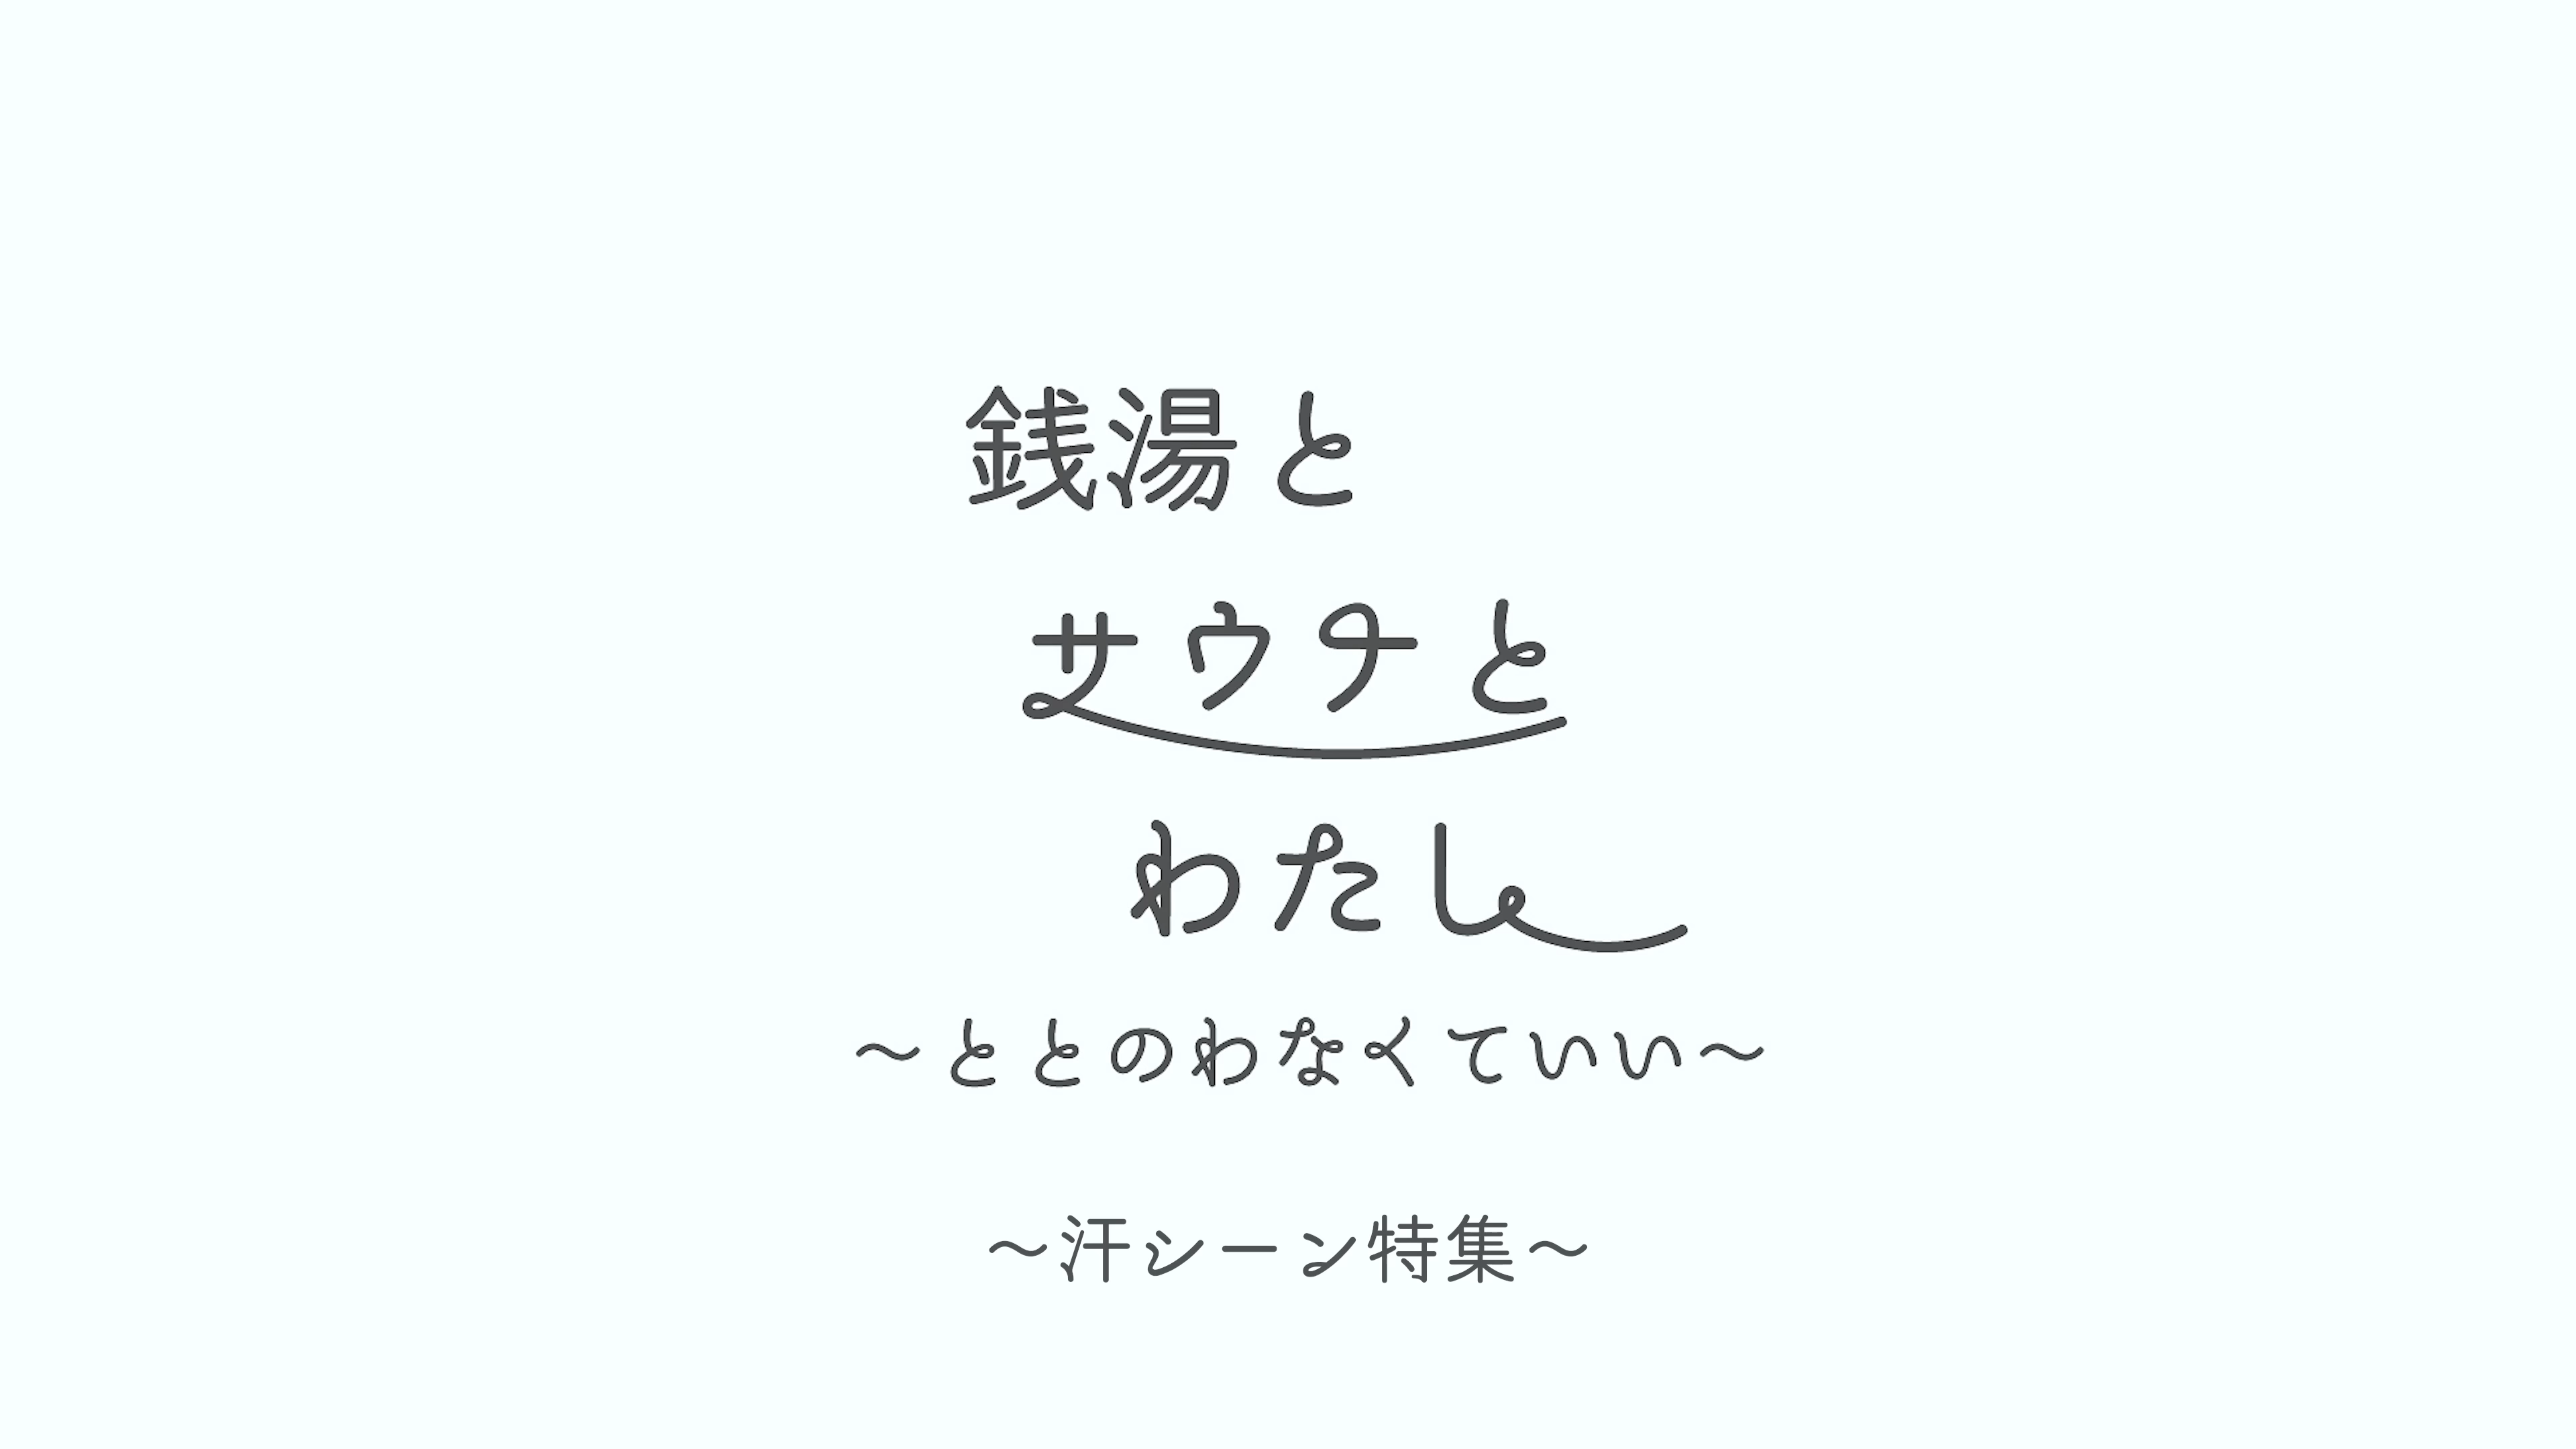 銭湯と
サウナと
わたし
～ととのわなくていい～
～汗シーン特集～